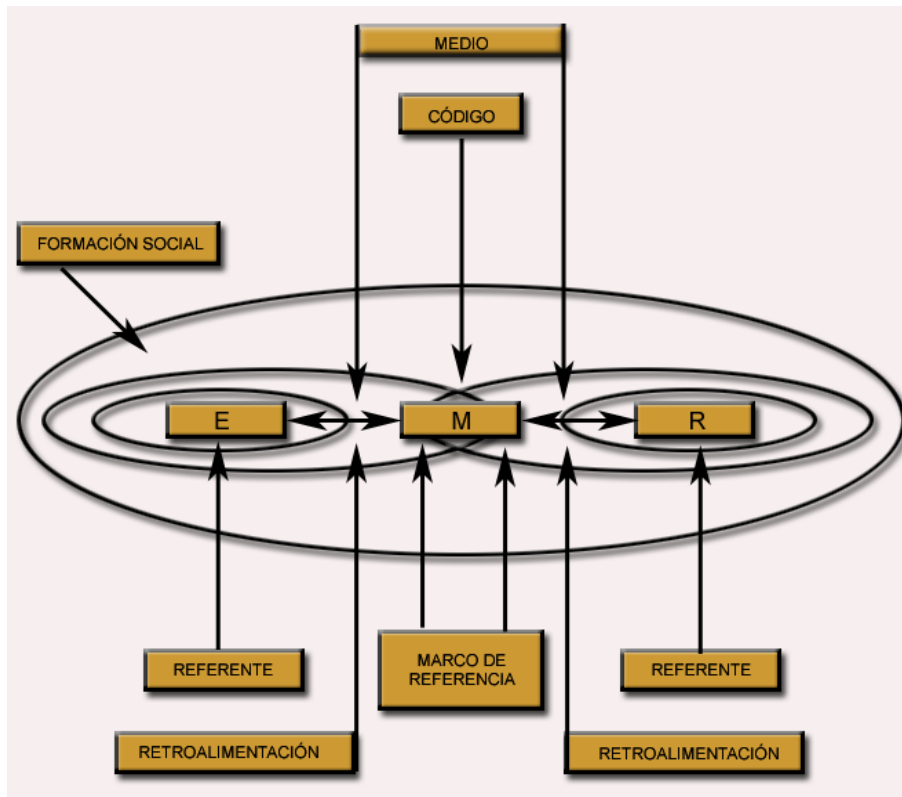 MEDIO
CÓDIGO
FORMACIÓN SOCIAL
E
M
R
REFERENTE
MARCO DE
REFERENCIA
REFERENTE
RETROALIMENTACIÓN
RETROALIMENTACIÓN